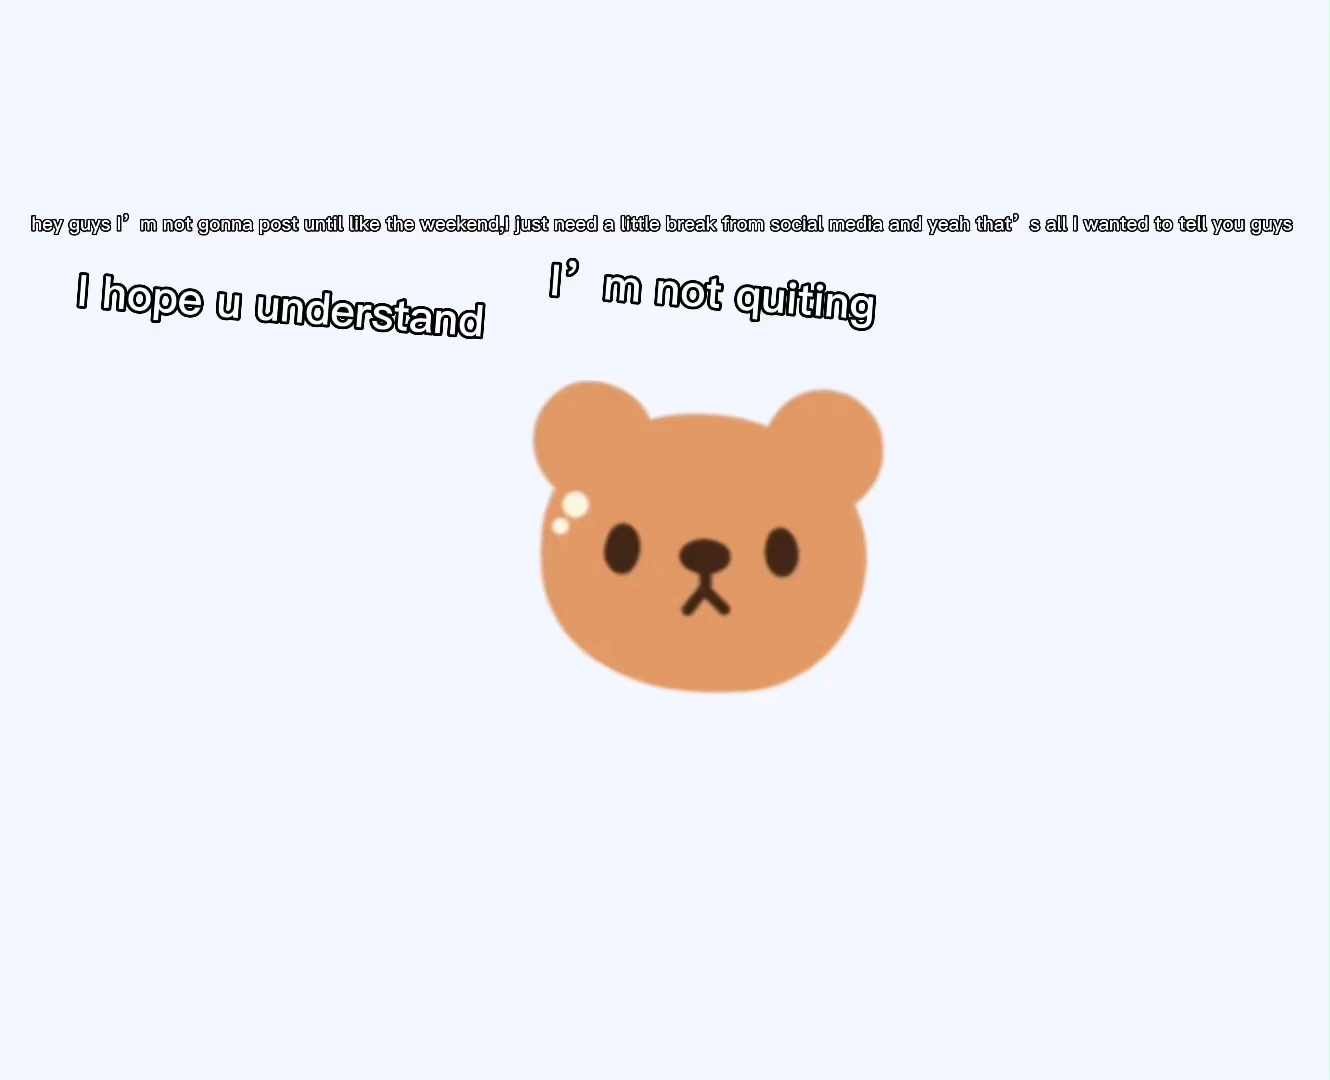 hey guys I’m not gonna post until like the weekend,I just need a little break from social media and yeah that’s all I wanted to tell you guys
I hope u understand
I’m not quiting